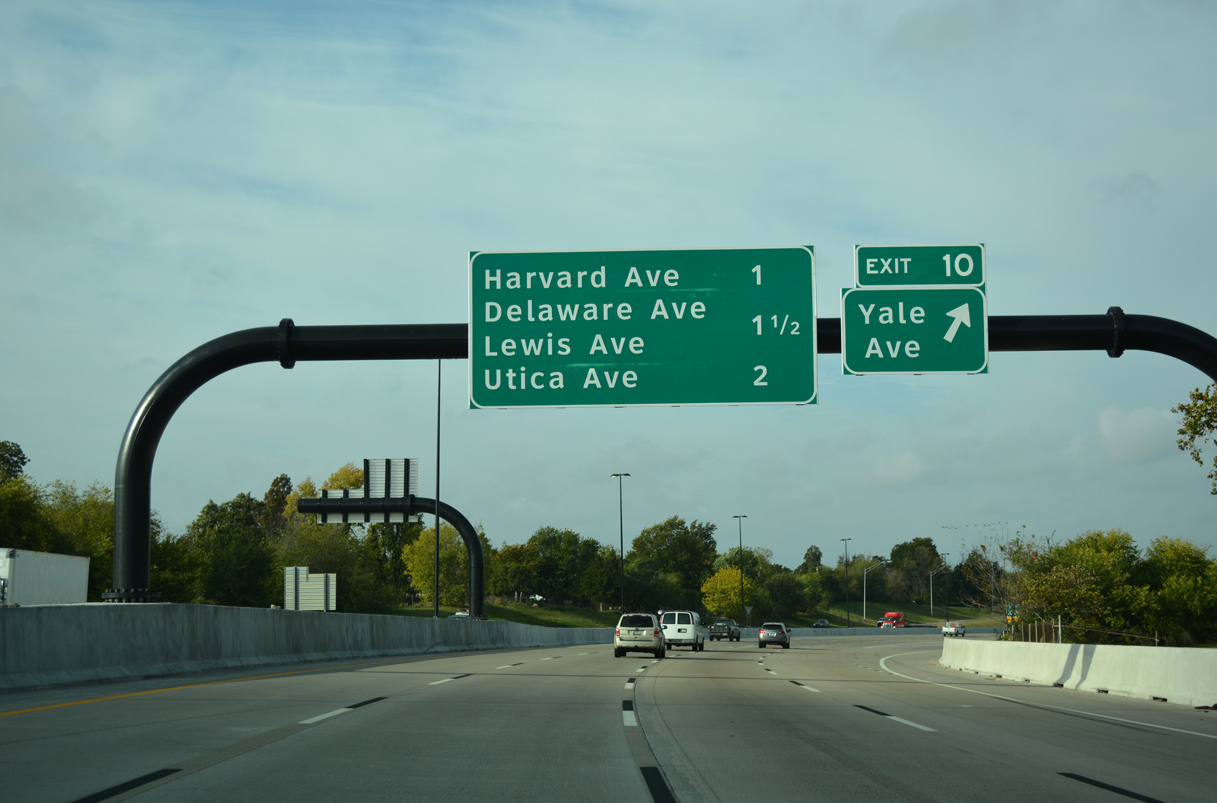 Harvard Ave 1
Delaware Ave
1 1/2
Lewis Ave
Utica Ave 2
EXIT 10
Yale
Ave